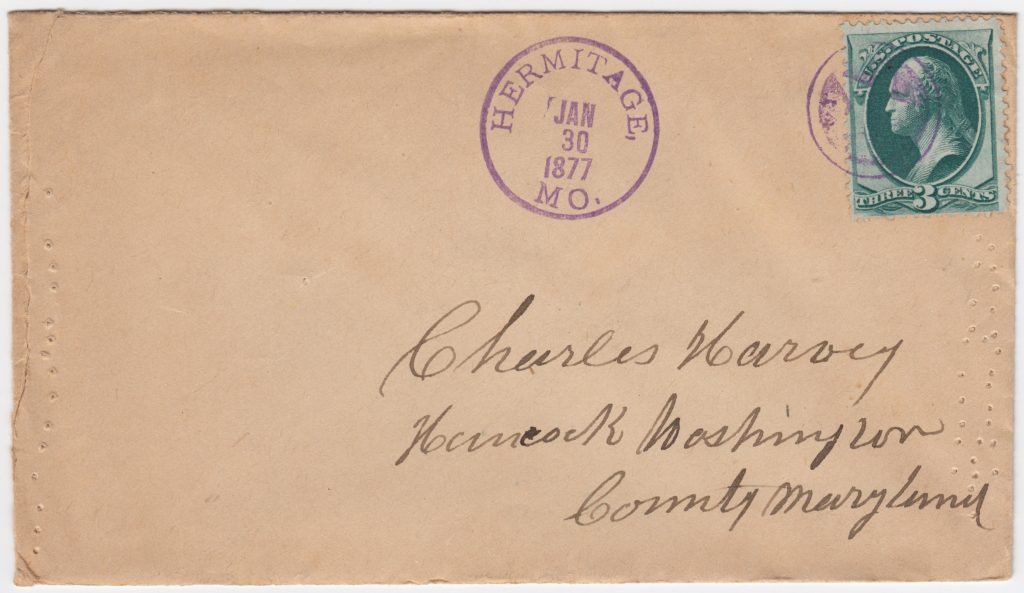 HERMITAGE,
JAN
30
1877
MO.
U.S. POSTAGE
THREE 3 CENTS
Charles Harvey
Hancock Washington
County Maryland